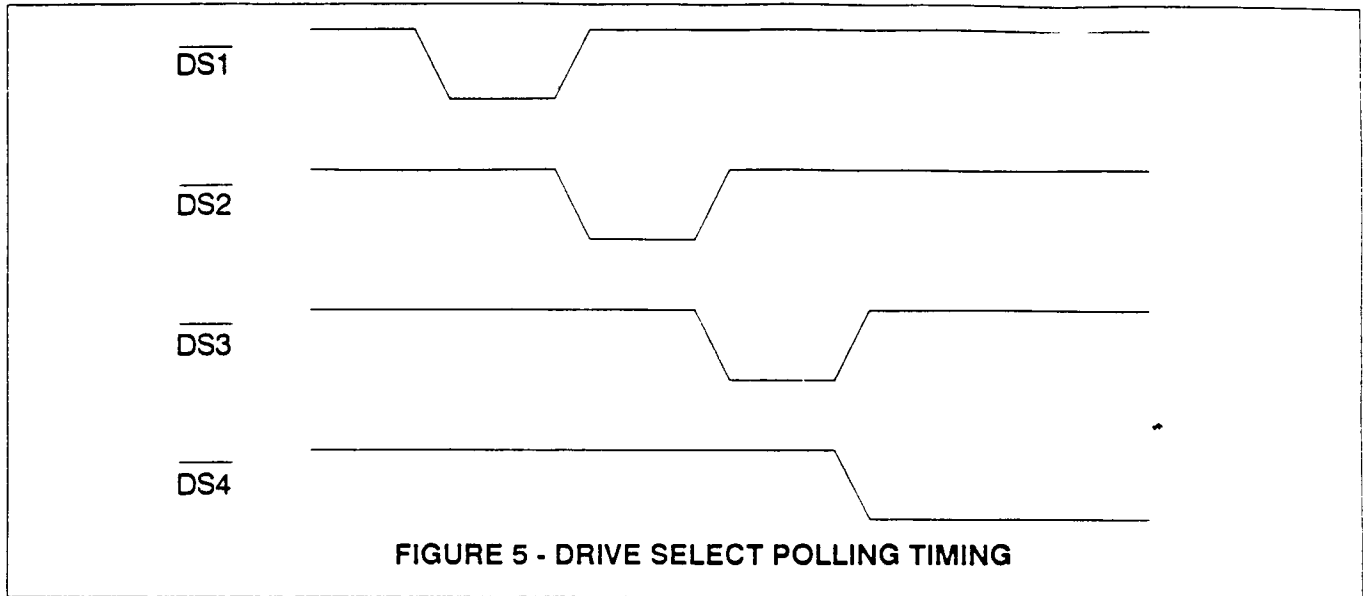 DS1
DS2
DS3
DS4
FIGURE 5 - DRIVE SELECT POLLING TIMING